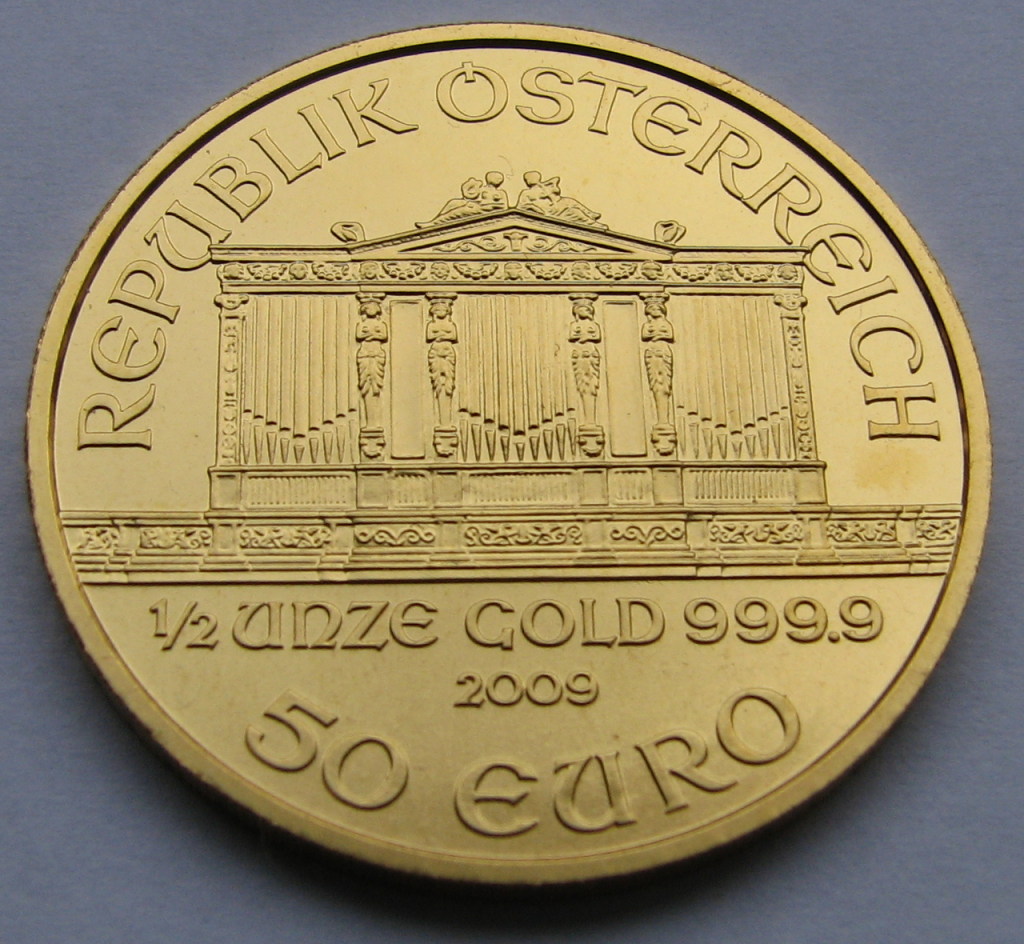 REPUBLIK ÖSTERREICH
1/2 UNZE GOLD 999.9
2009
50 EURO